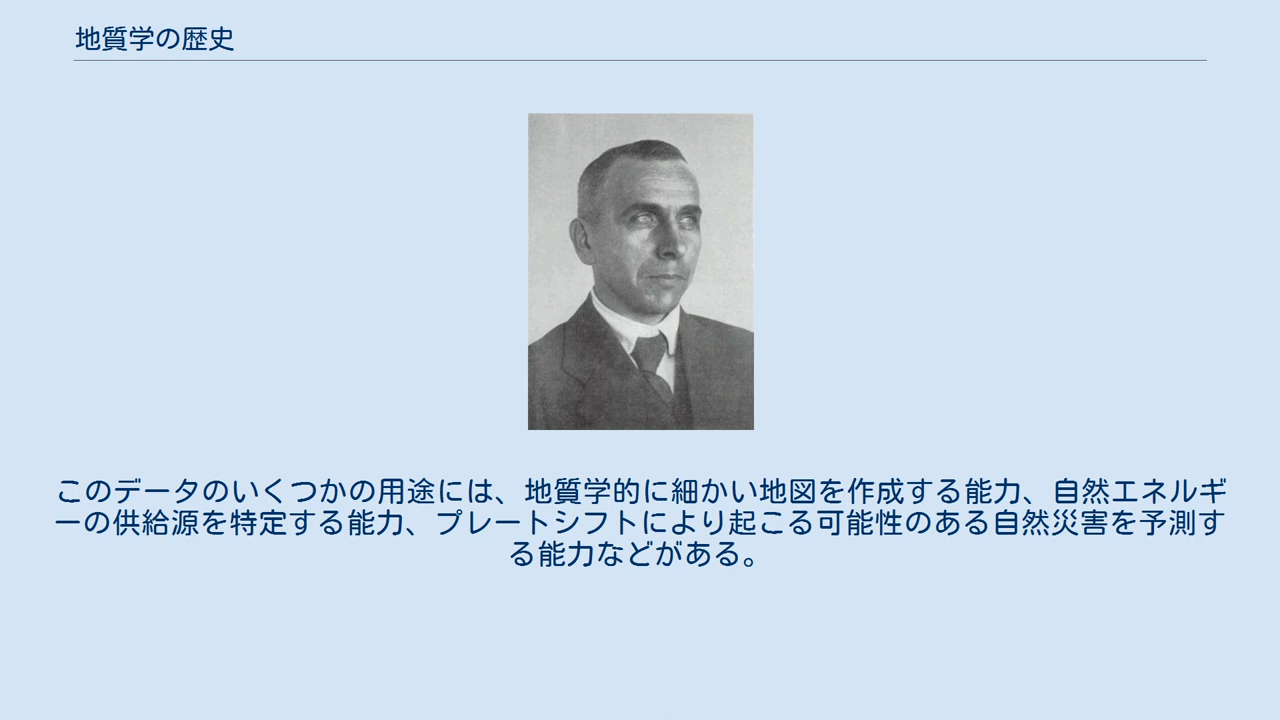 地質学の歴史
このデータのいくつかの用途には、地質学的に細かい地図を作成する能力、自然エネルギ
ーの供給源を特定する能力、プレートシフトにより起こる可能性のある自然災害を予測す
る能力などがある。